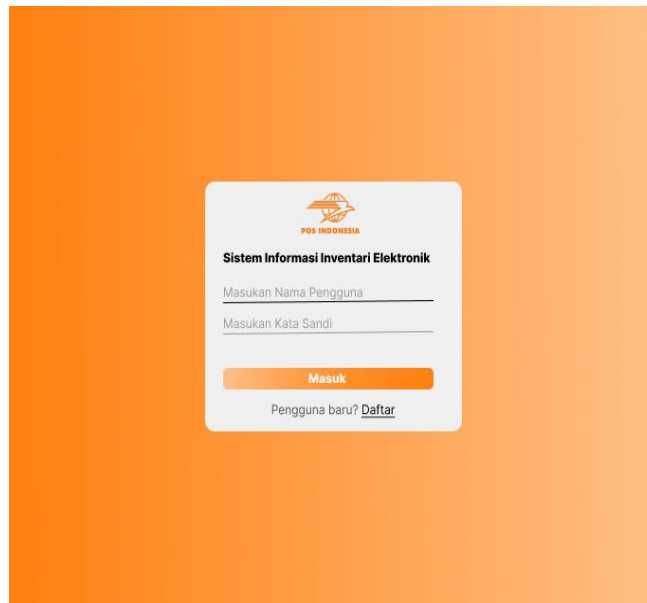 POS INDONESIA
Sistem Informasi Inventari Elektronik
Masukan Nama Pengguna
Masukan Kata Sandi
Masuk
Pengguna baru? Daftar